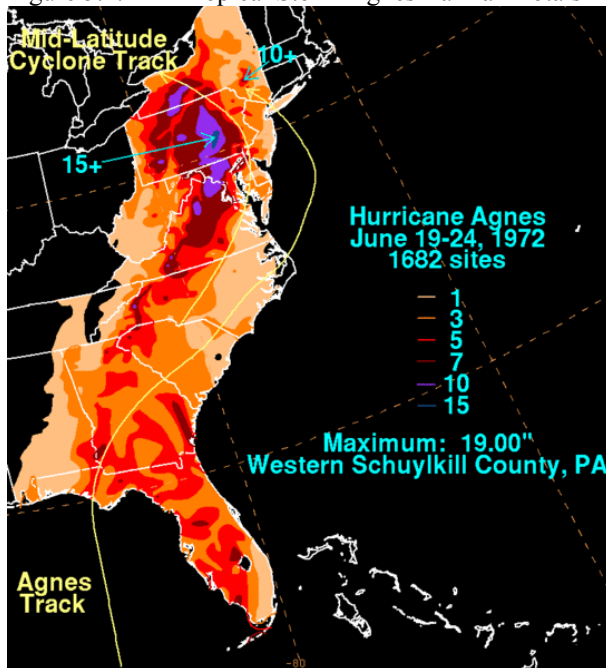 Mid-Latitude
Cyclone Track
10+
15+
Hurricane Agnes
June 19-24, 1972
1682 sites
1
3
5
7
10
15
Maximum: 19.00"
Western Schuylkill County, PA
Agnes
Track
-80